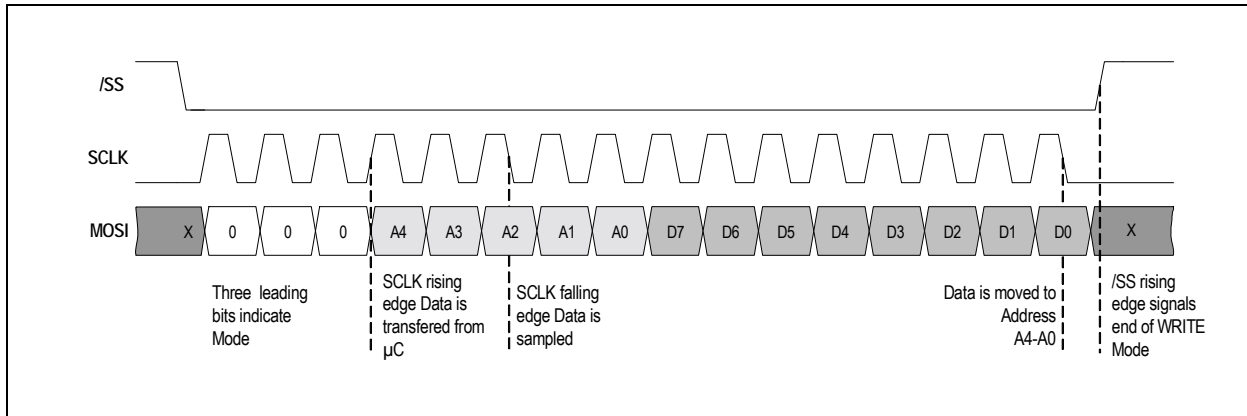 /SS
SCLK
MOSI X 0 0 0 A4 A3 A2 A1 A0 D7 D6 D5 D4 D3 D2 D1 D0 X
Three leading
bits indicate
Mode
SCLK rising
edge Data is
transfered from
µC
SCLK falling
edge Data is
sampled
Data is moved to
Address
A4-A0
/SS rising
edge signals
end of WRITE
Mode